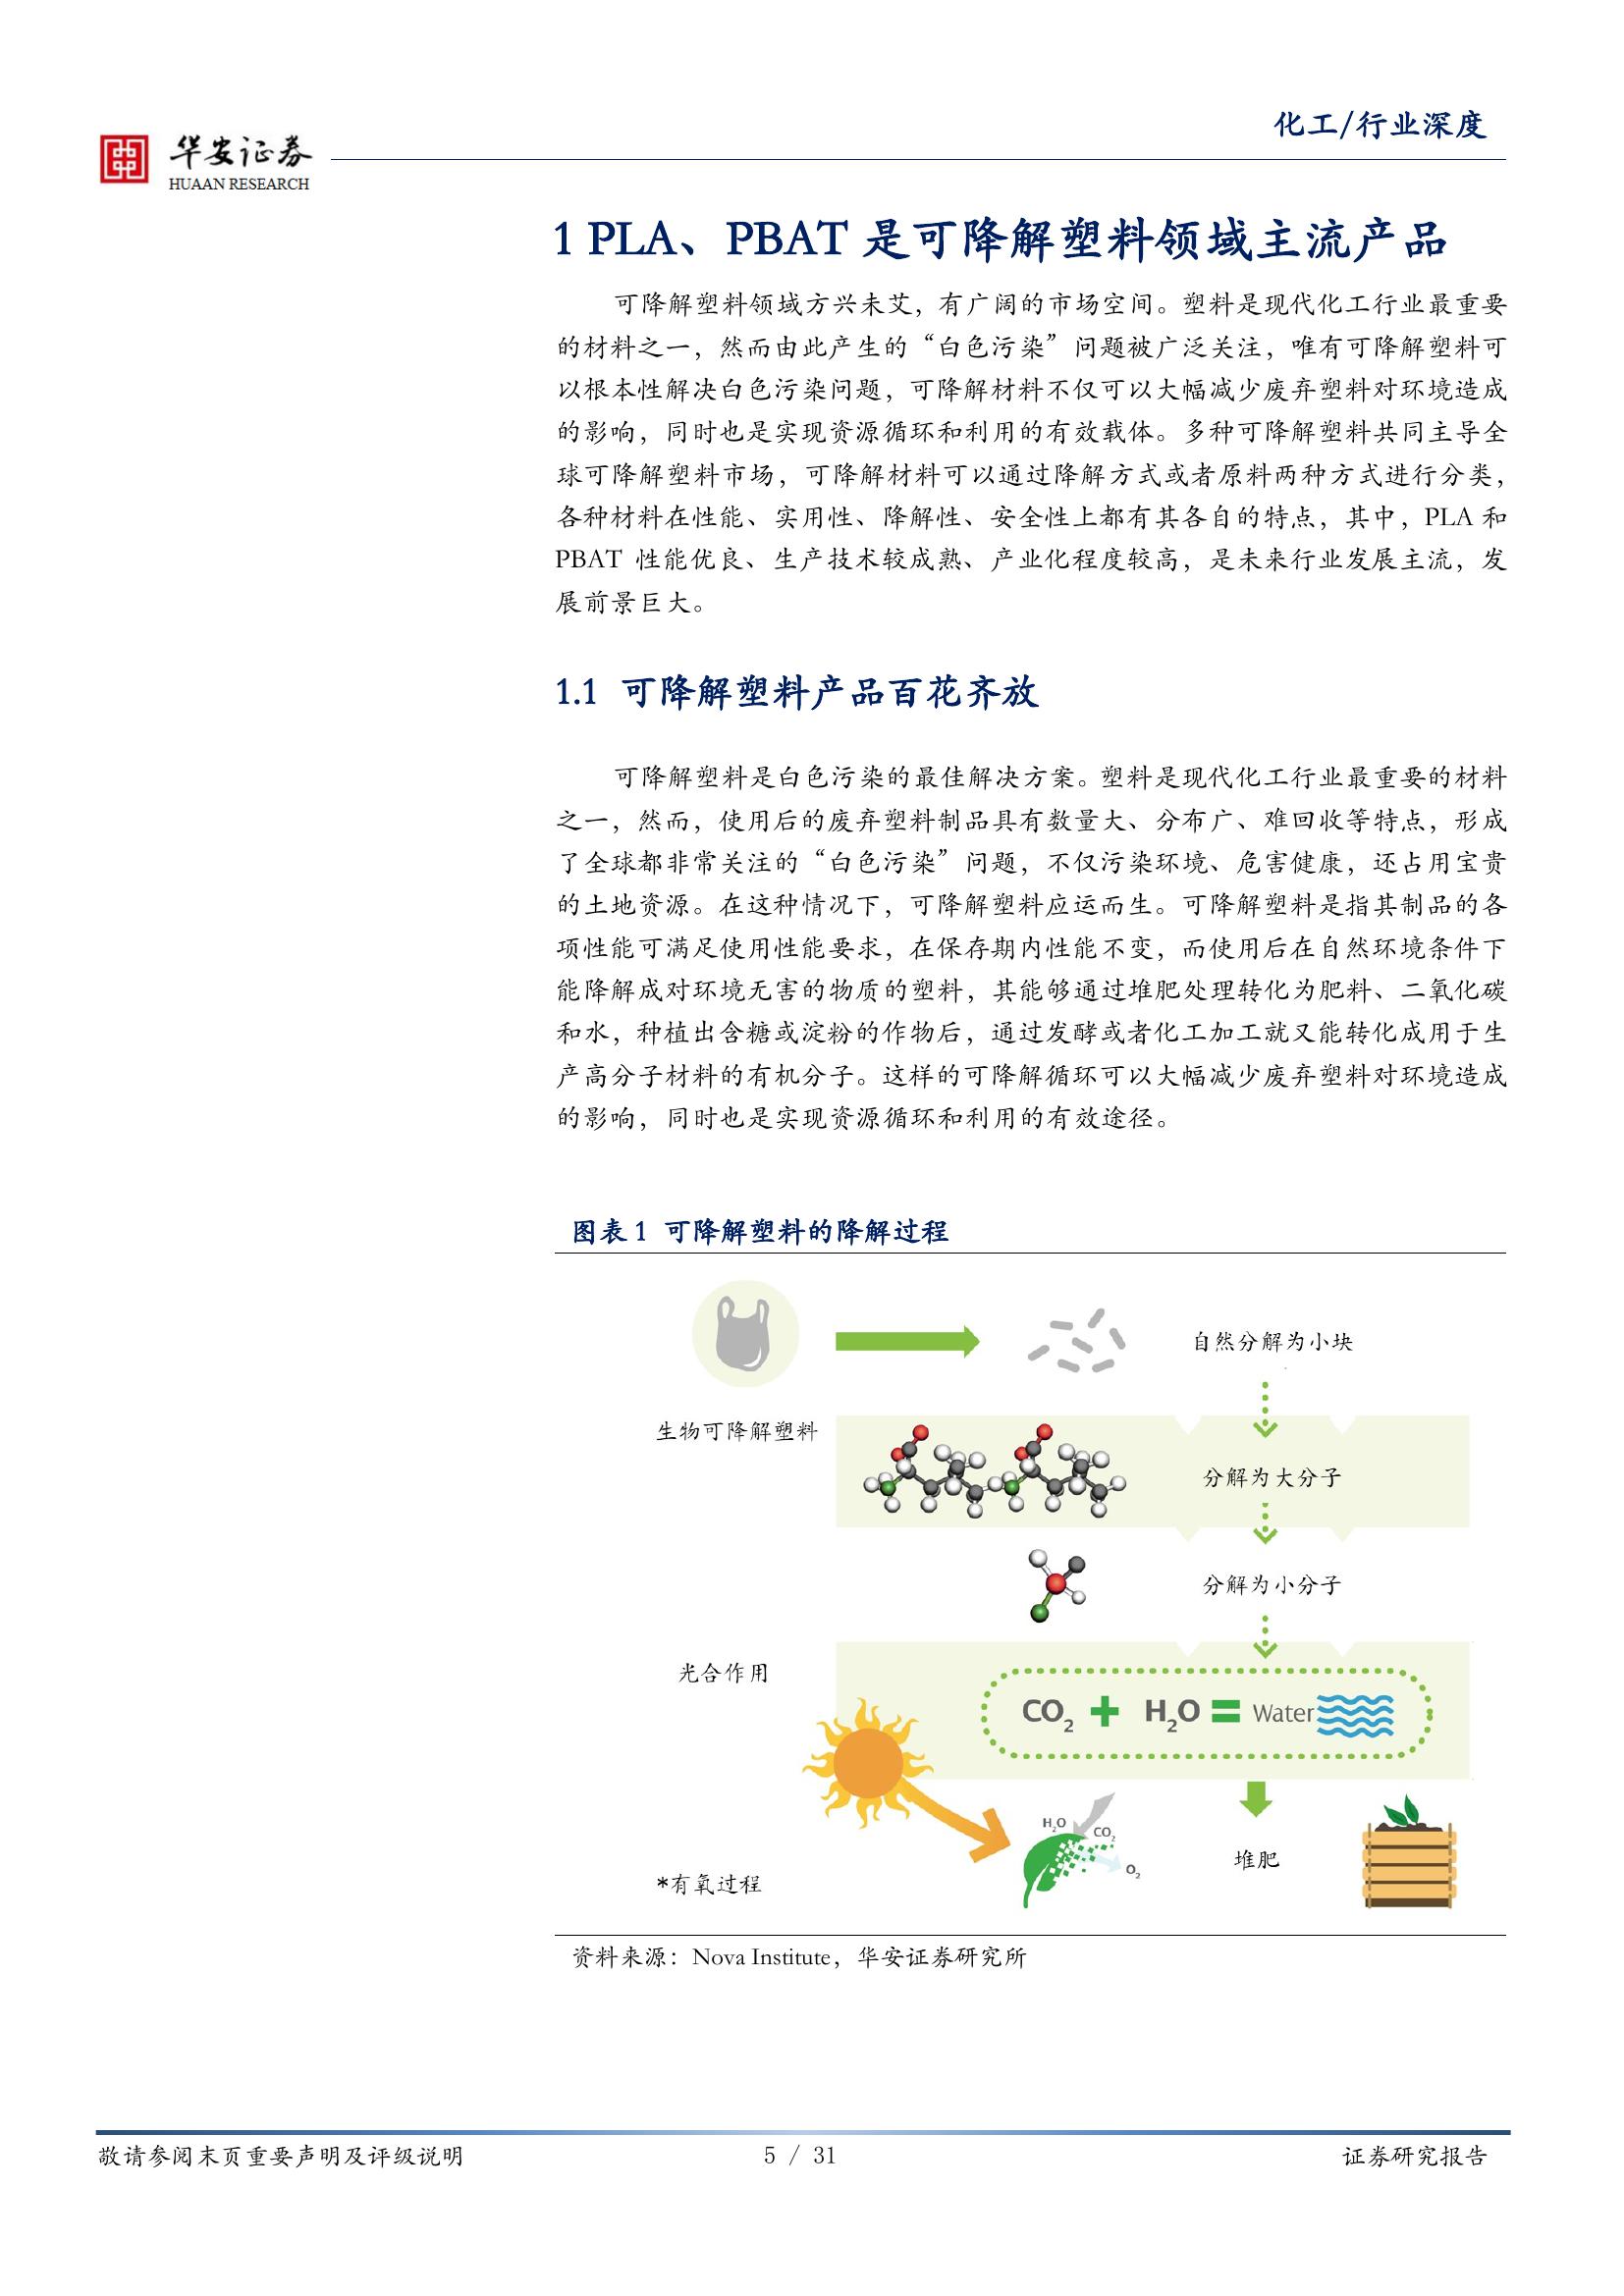 华安证券
HUAAN RESEARCH
化工/行业深度
1 PLA、PBAT 是可降解塑料领域主流产品
可降解塑料领域方兴未艾，有广阔的市场空间。塑料是现代化工行业最重要
的材料之一，然而由此产生的“白色污染”问题被广泛关注，唯有可降解塑料可
以根本性解决白色污染问题，可降解材料不仅可以大幅减少废弃塑料对环境造成
的影响，同时也是实现资源循环和利用的有效载体。多种可降解塑料共同主导全
球可降解塑料市场，可降解材料可以通过降解方式或者原料两种方式进行分类，
各种材料在性能、实用性、降解性、安全性上都有其各自的特点，其中，PLA 和
PBAT 性能优良、生产技术较成熟、产业化程度较高，是未来行业发展主流，发
展前景巨大。
1.1 可降解塑料产品百花齐放
可降解塑料是白色污染的最佳解决方案。塑料是现代化工行业最重要的材料
之一，然而，使用后的废弃塑料制品具有数量大、分布广、难回收等特点，形成
了全球都非常关注的“白色污染”问题，不仅污染环境、危害健康，还占用宝贵
的土地资源。在这种情况下，可降解塑料应运而生。可降解塑料是指其制品的各
项性能可满足使用性能要求，在保存期内性能不变，而使用后在自然环境条件下
能降解成对环境无害的物质的塑料，其能够通过堆肥处理转化为肥料、二氧化碳
和水，种植出含糖或淀粉的作物后，通过发酵或者化工加工就又能转化成用于生
产高分子材料的有机分子。这样的可降解循环可以大幅减少废弃塑料对环境造成
的影响，同时也是实现资源循环和利用的有效途径。
图表 1 可降解塑料的降解过程
自然分解为小块
生物可降解塑料
分解为大分子
分解为小分子
光合作用
CO₂ + H₂O = Water
H₂O
CO₂
O₂
堆肥
*有氧过程
资料来源：Nova Institute，华安证券研究所
敬请参阅末页重要声明及评级说明
5 / 31
证券研究报告